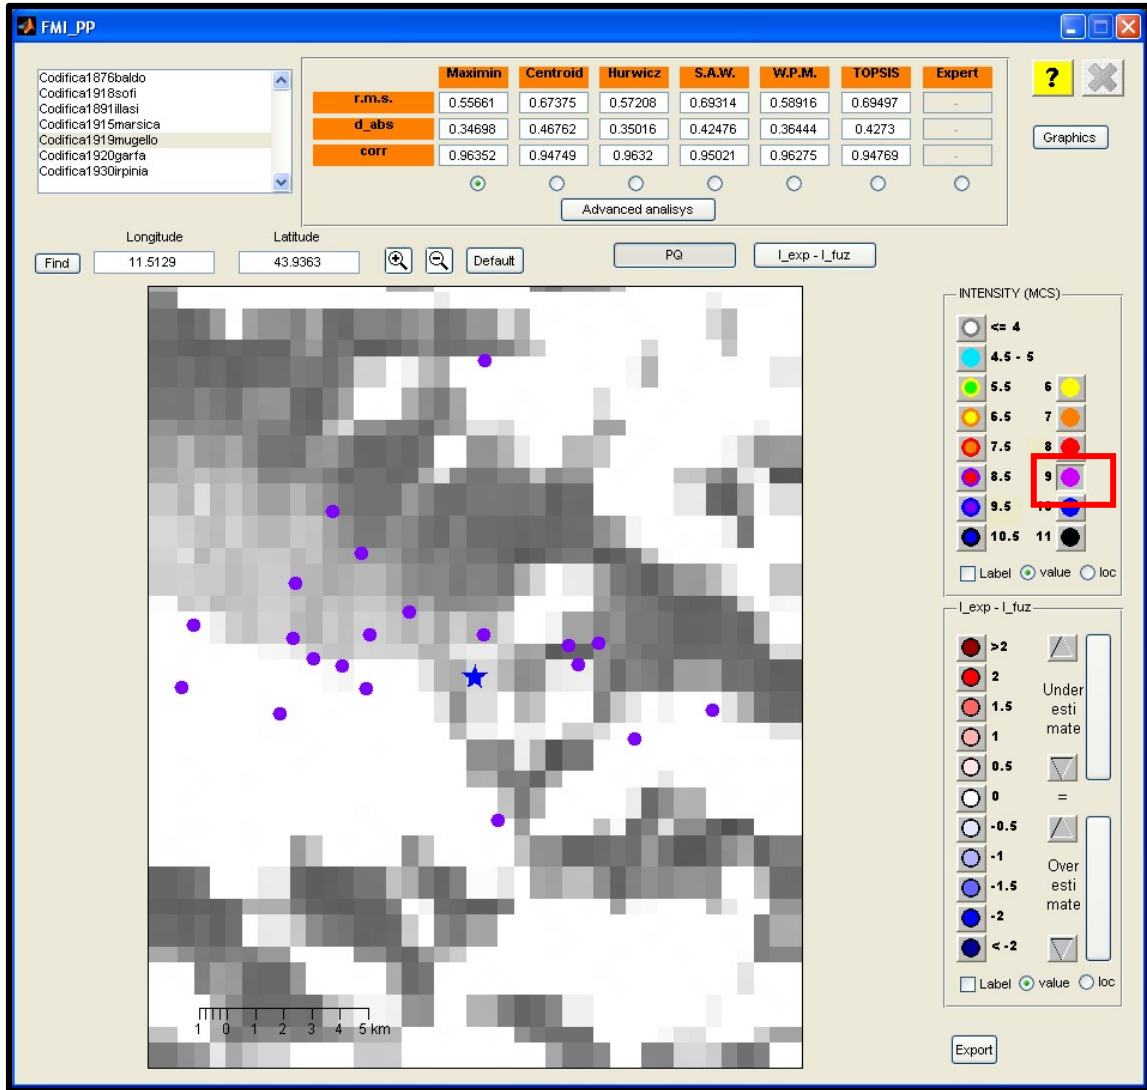 FMI_PP
Codifica1876baldo
Codifica1918sofi
Codifica1891illasi
Codifica1915marsica
Codifica1919mugello
Codifica1920garfa
Codifica1930irpinia
Maximin Centroid Hurwicz S.A.W. W.P.M. TOPSIS Expert
r.m.s. 0.55661 0.67375 0.57208 0.69314 0.58916 0.69497 -
d_abs 0.34698 0.46762 0.35016 0.42476 0.36444 0.4273 -
corr 0.96352 0.94749 0.9632 0.95021 0.96275 0.94769 -
Advanced analisys
?
Graphics
Longitude Latitude
Find 11.5129 43.9363 Default PQ I_exp - I_fuz
INTENSITY (MCS)
<= 4
4.5 - 5
5.5 6
6.5 7
7.5 8
8.5 9
9.5 10
10.5 11
Label value loc
I_exp - I_fuz
>2
2
1.5
1
0.5
0
-0.5
-1
-1.5
-2
< -2
Under
esti
mate
=
Over
esti
mate
Label value loc
1 0 1 2 3 4 5 km
Export